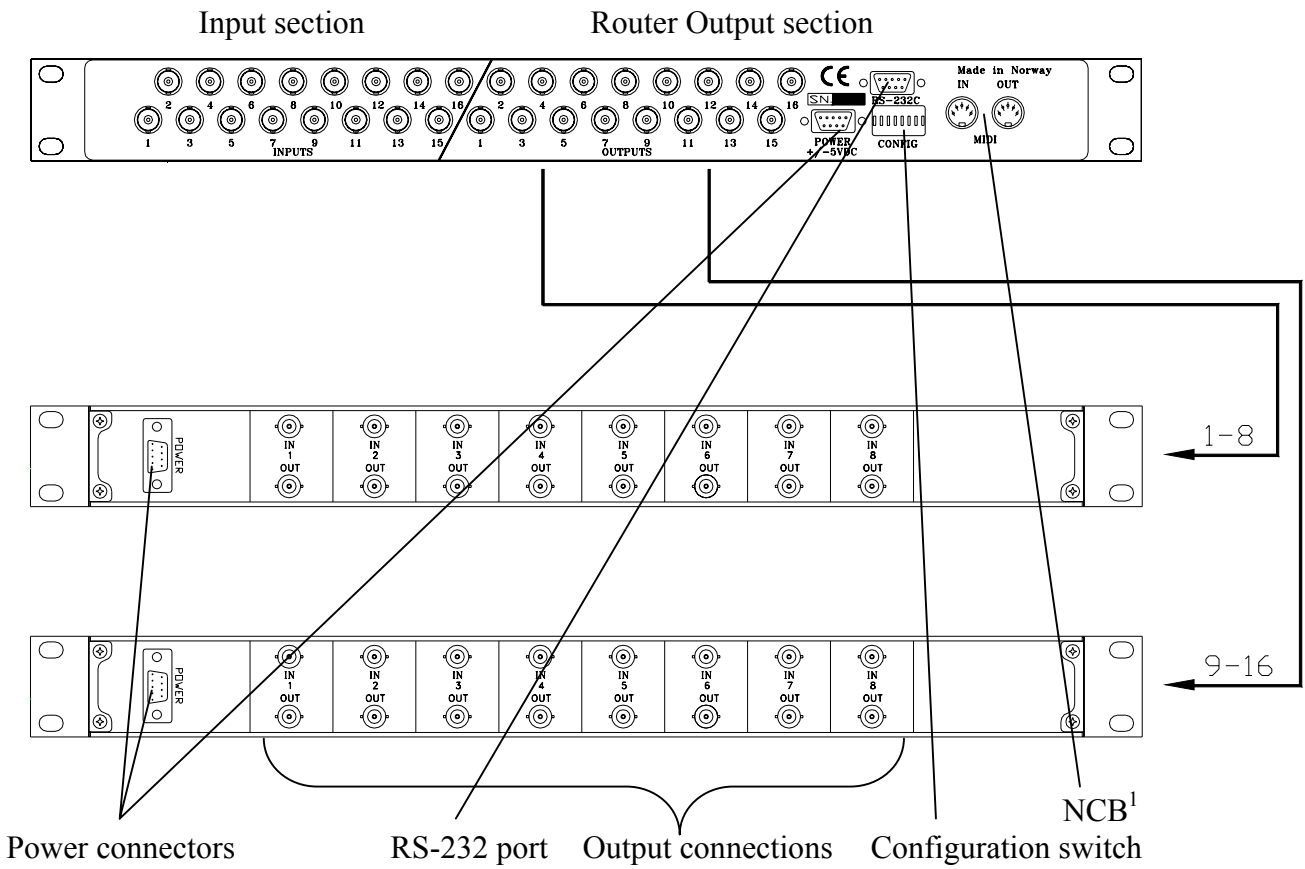 Input section Router Output section
CE Made in Norway
IN OUT
2 4 6 8 10 12 14 16 2 4 6 8 10 12 14 16 SN. RS-232C
1 3 5 7 9 11 13 15 1 3 5 7 9 11 13 15 POWER CONFIG MIDI
INPUTS OUTPUTS +/-5VDC
POWER
IN IN IN IN IN IN IN IN
1 2 3 4 5 6 7 8
OUT OUT OUT OUT OUT OUT OUT OUT
1-8
POWER
IN IN IN IN IN IN IN IN
1 2 3 4 5 6 7 8
OUT OUT OUT OUT OUT OUT OUT OUT
9-16
NCB1
Power connectors RS-232 port Output connections Configuration switch